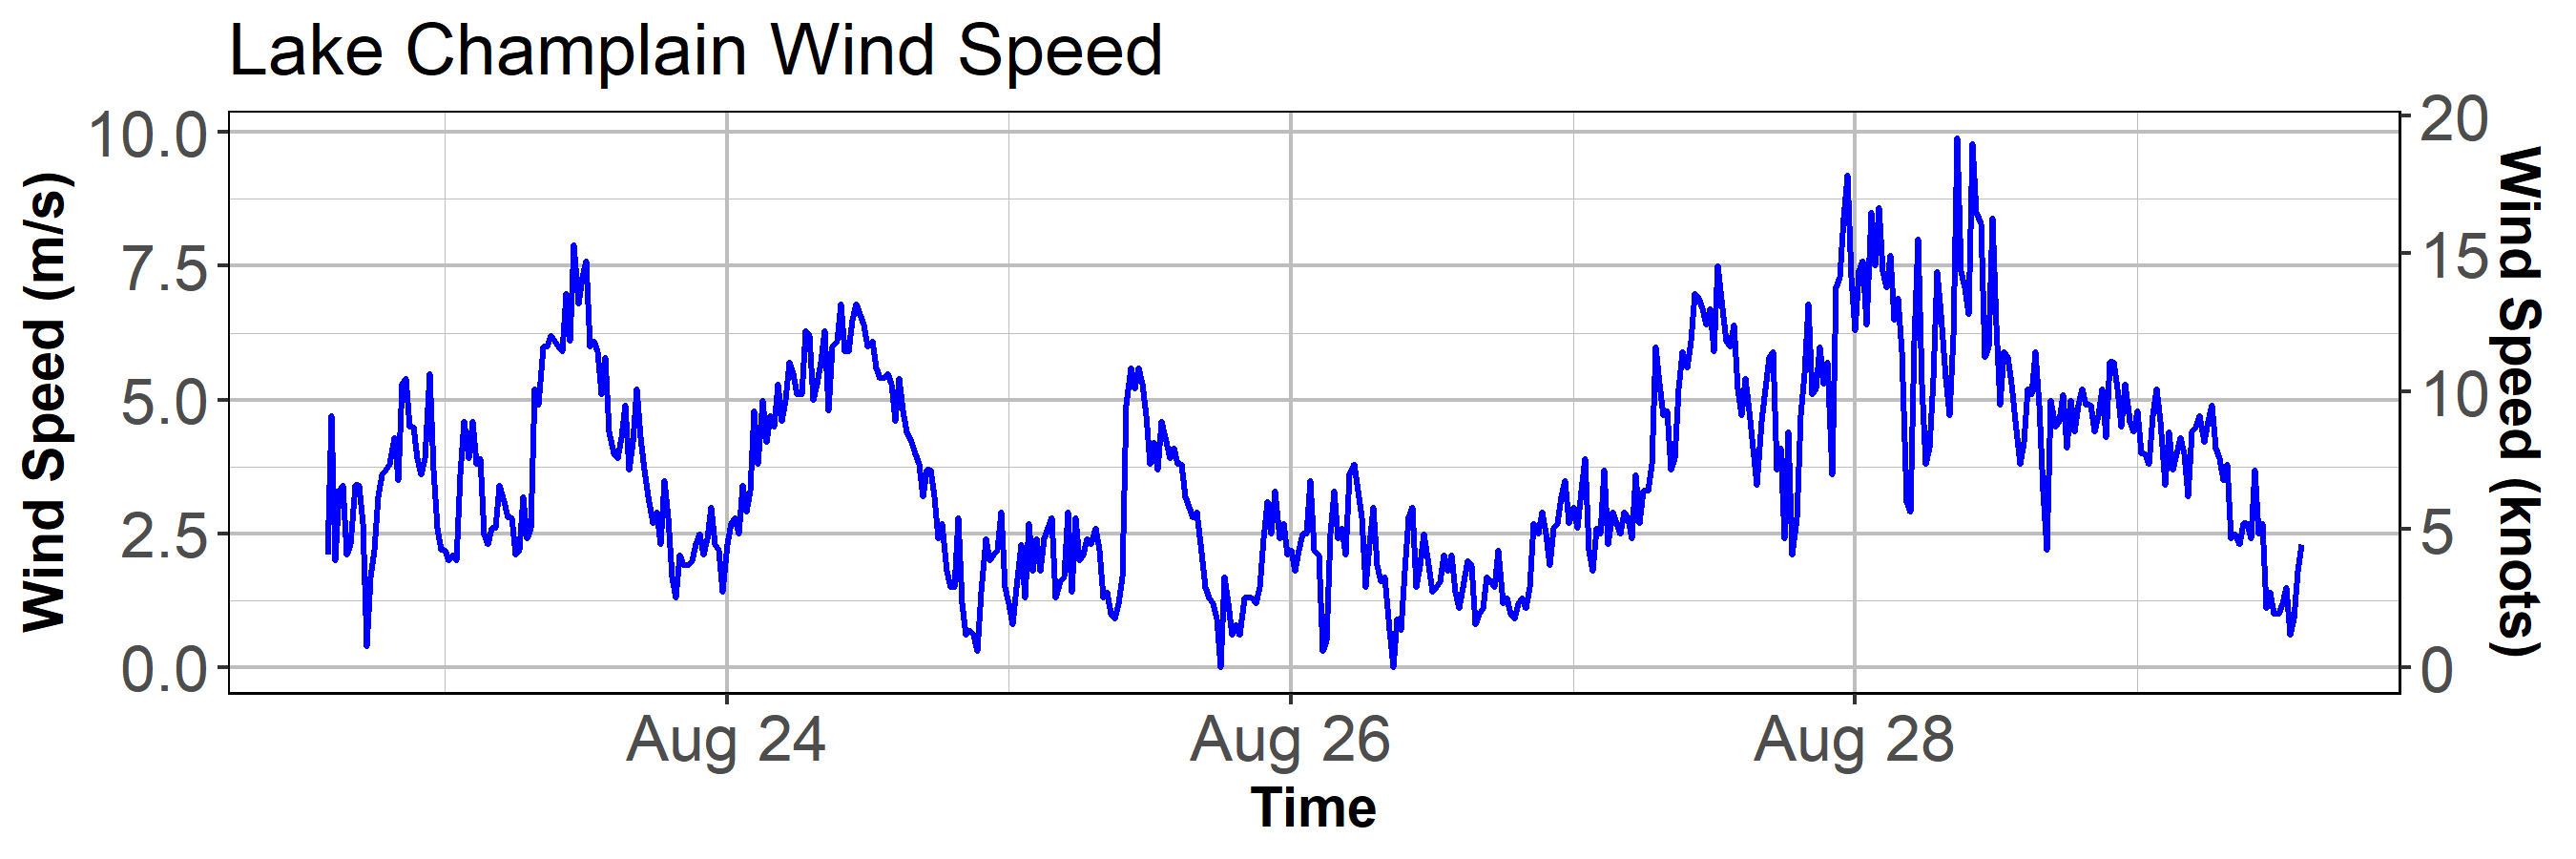 Lake Champlain Wind Speed
Wind Speed (m/s)
10.0
7.5
5.0
2.5
0.0
20
15
10
5
0
Wind Speed (knots)
Aug 24 Aug 26 Aug 28
Time